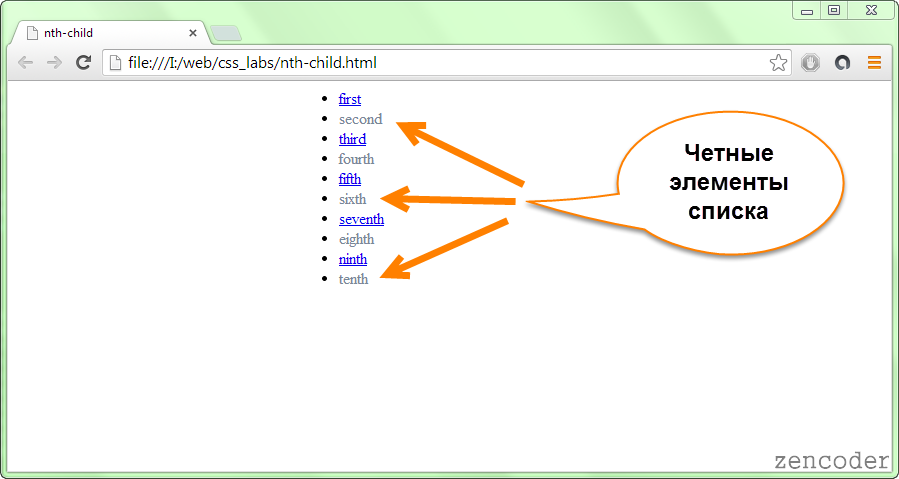 nth-child
file:///I:/web/css_labs/nth-child.html
first
second
third
fourth
fifth
sixth
seventh
eighth
ninth
tenth
Четные
элементы
списка
zencoder